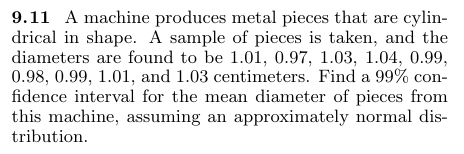 9.11 A machine produces metal pieces that are cylin-
drical in shape. A sample of pieces is taken, and the
diameters are found to be 1.01, 0.97, 1.03, 1.04, 0.99,
0.98, 0.99, 1.01, and 1.03 centimeters. Find a 99% con-
fidence interval for the mean diameter of pieces from
this machine, assuming an approximately normal dis-
tribution.